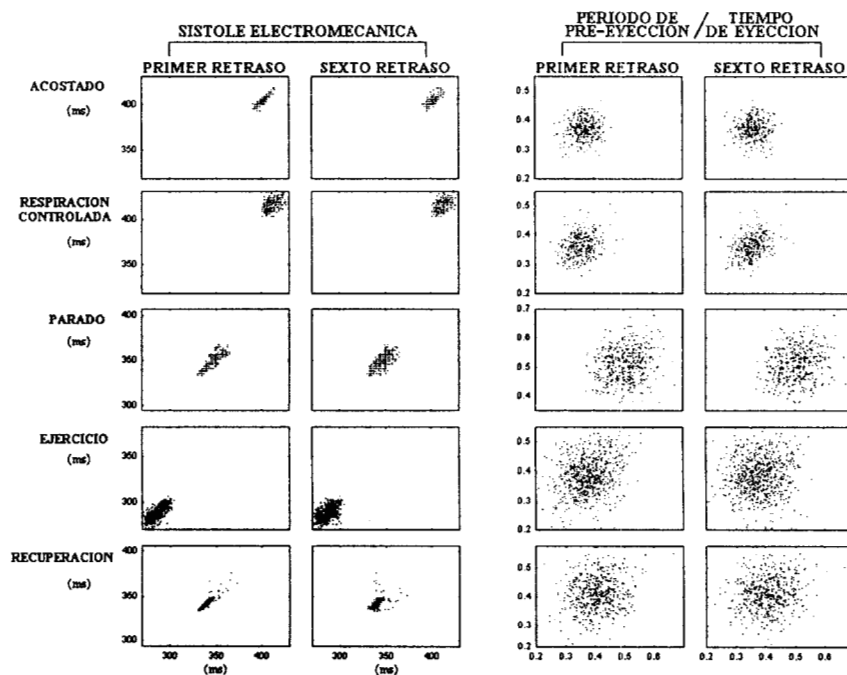 SISTOLE ELECTROMECANICA
PERIODO DE PRE-EYECCIÓN / TIEMPO DE EYECCION
PRIMER RETRASO SEXTO RETRASO PRIMER RETRASO SEXTO RETRASO
ACOSTADO
(ms)
400
350
0.5
0.4
0.3
0.2
RESPIRACION
CONTROLADA
(ms)
400
350
0.5
0.4
0.3
0.2
PARADO
(ms)
400
350
300
0.6
0.5
0.4
EJERCICIO
(ms)
350
300
0.5
0.4
0.3
0.2
RECUPERACION
(ms)
400
350
300
0.5
0.4
0.3
0.2
300 350 400 300 350 400 0.2 0.3 0.4 0.5 0.6 0.2 0.3 0.4 0.5 0.6
(ms) (ms)